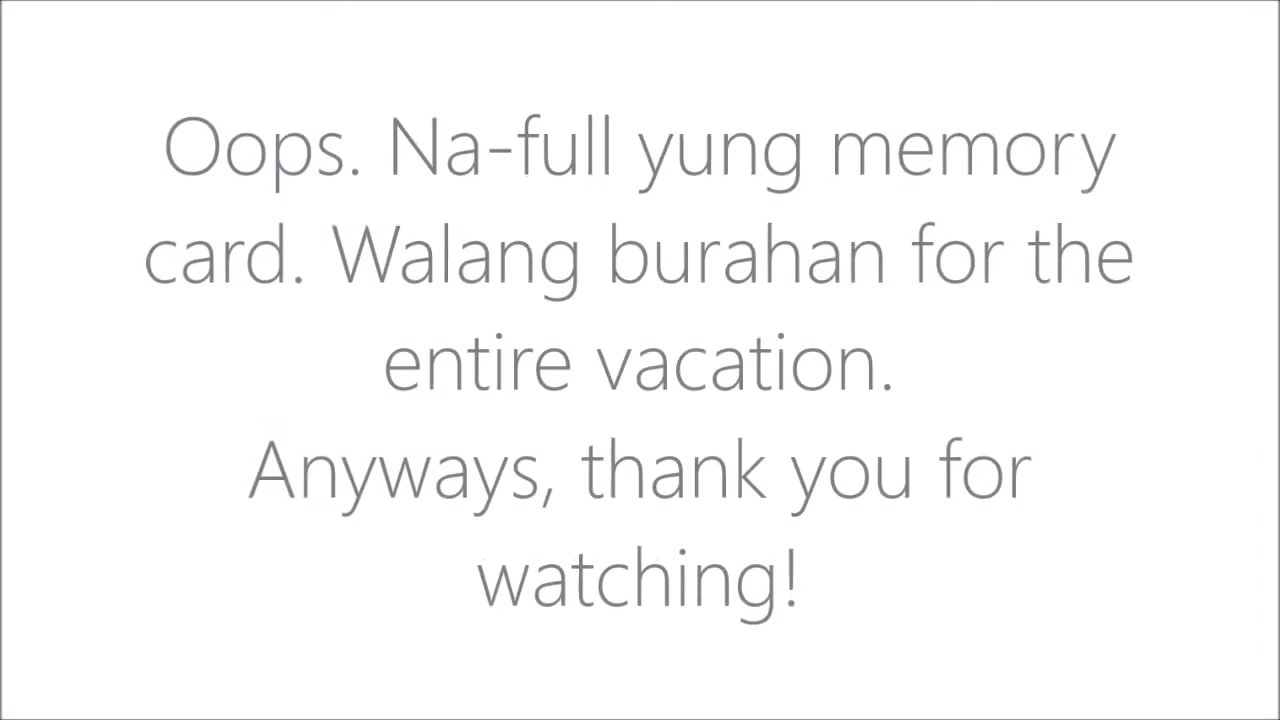 Oops. Na-full yung memory
card. Walang burahan for the
entire vacation.
Anyways, thank you for
watching!